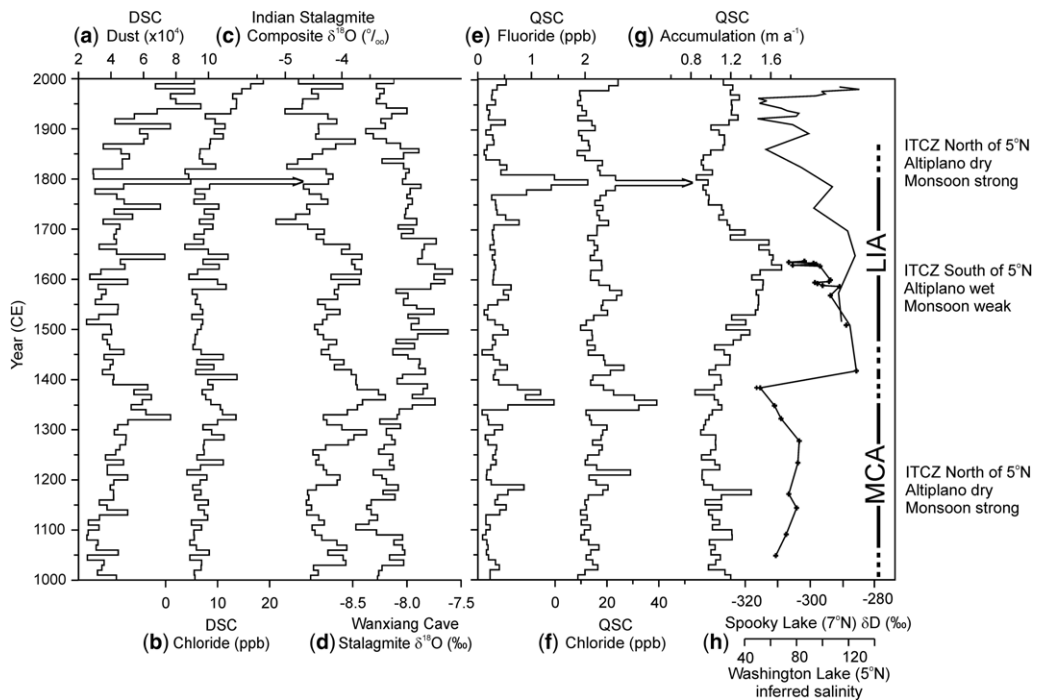 DSC
(a) Dust (x10⁴)
Indian Stalagmite
(c) Composite δ¹⁸O (°/₀₀)
QSC
(e) Fluoride (ppb)
QSC
(g) Accumulation (m a⁻¹)
2 4 6 8 10 -5 -4 0 1 2 0.8 1.2 1.6
2000
1900
1800
1700
1600
1500
1400
1300
1200
1100
1000
Year (CE)
ITCZ North of 5°N
Altiplano dry
Monsoon strong
LIA
ITCZ South of 5°N
Altiplano wet
Monsoon weak
MCA
ITCZ North of 5°N
Altiplano dry
Monsoon strong
0 10 20 -8.5 -8.0 -7.5 0 20 40 -320 -300 -280
DSC
(b) Chloride (ppb)
Wanxiang Cave
(d) Stalagmite δ¹⁸O (‰)
QSC
(f) Chloride (ppb)
Spooky Lake (7°N) δD (‰)
(h)
40 80 120
Washington Lake (5°N)
inferred salinity